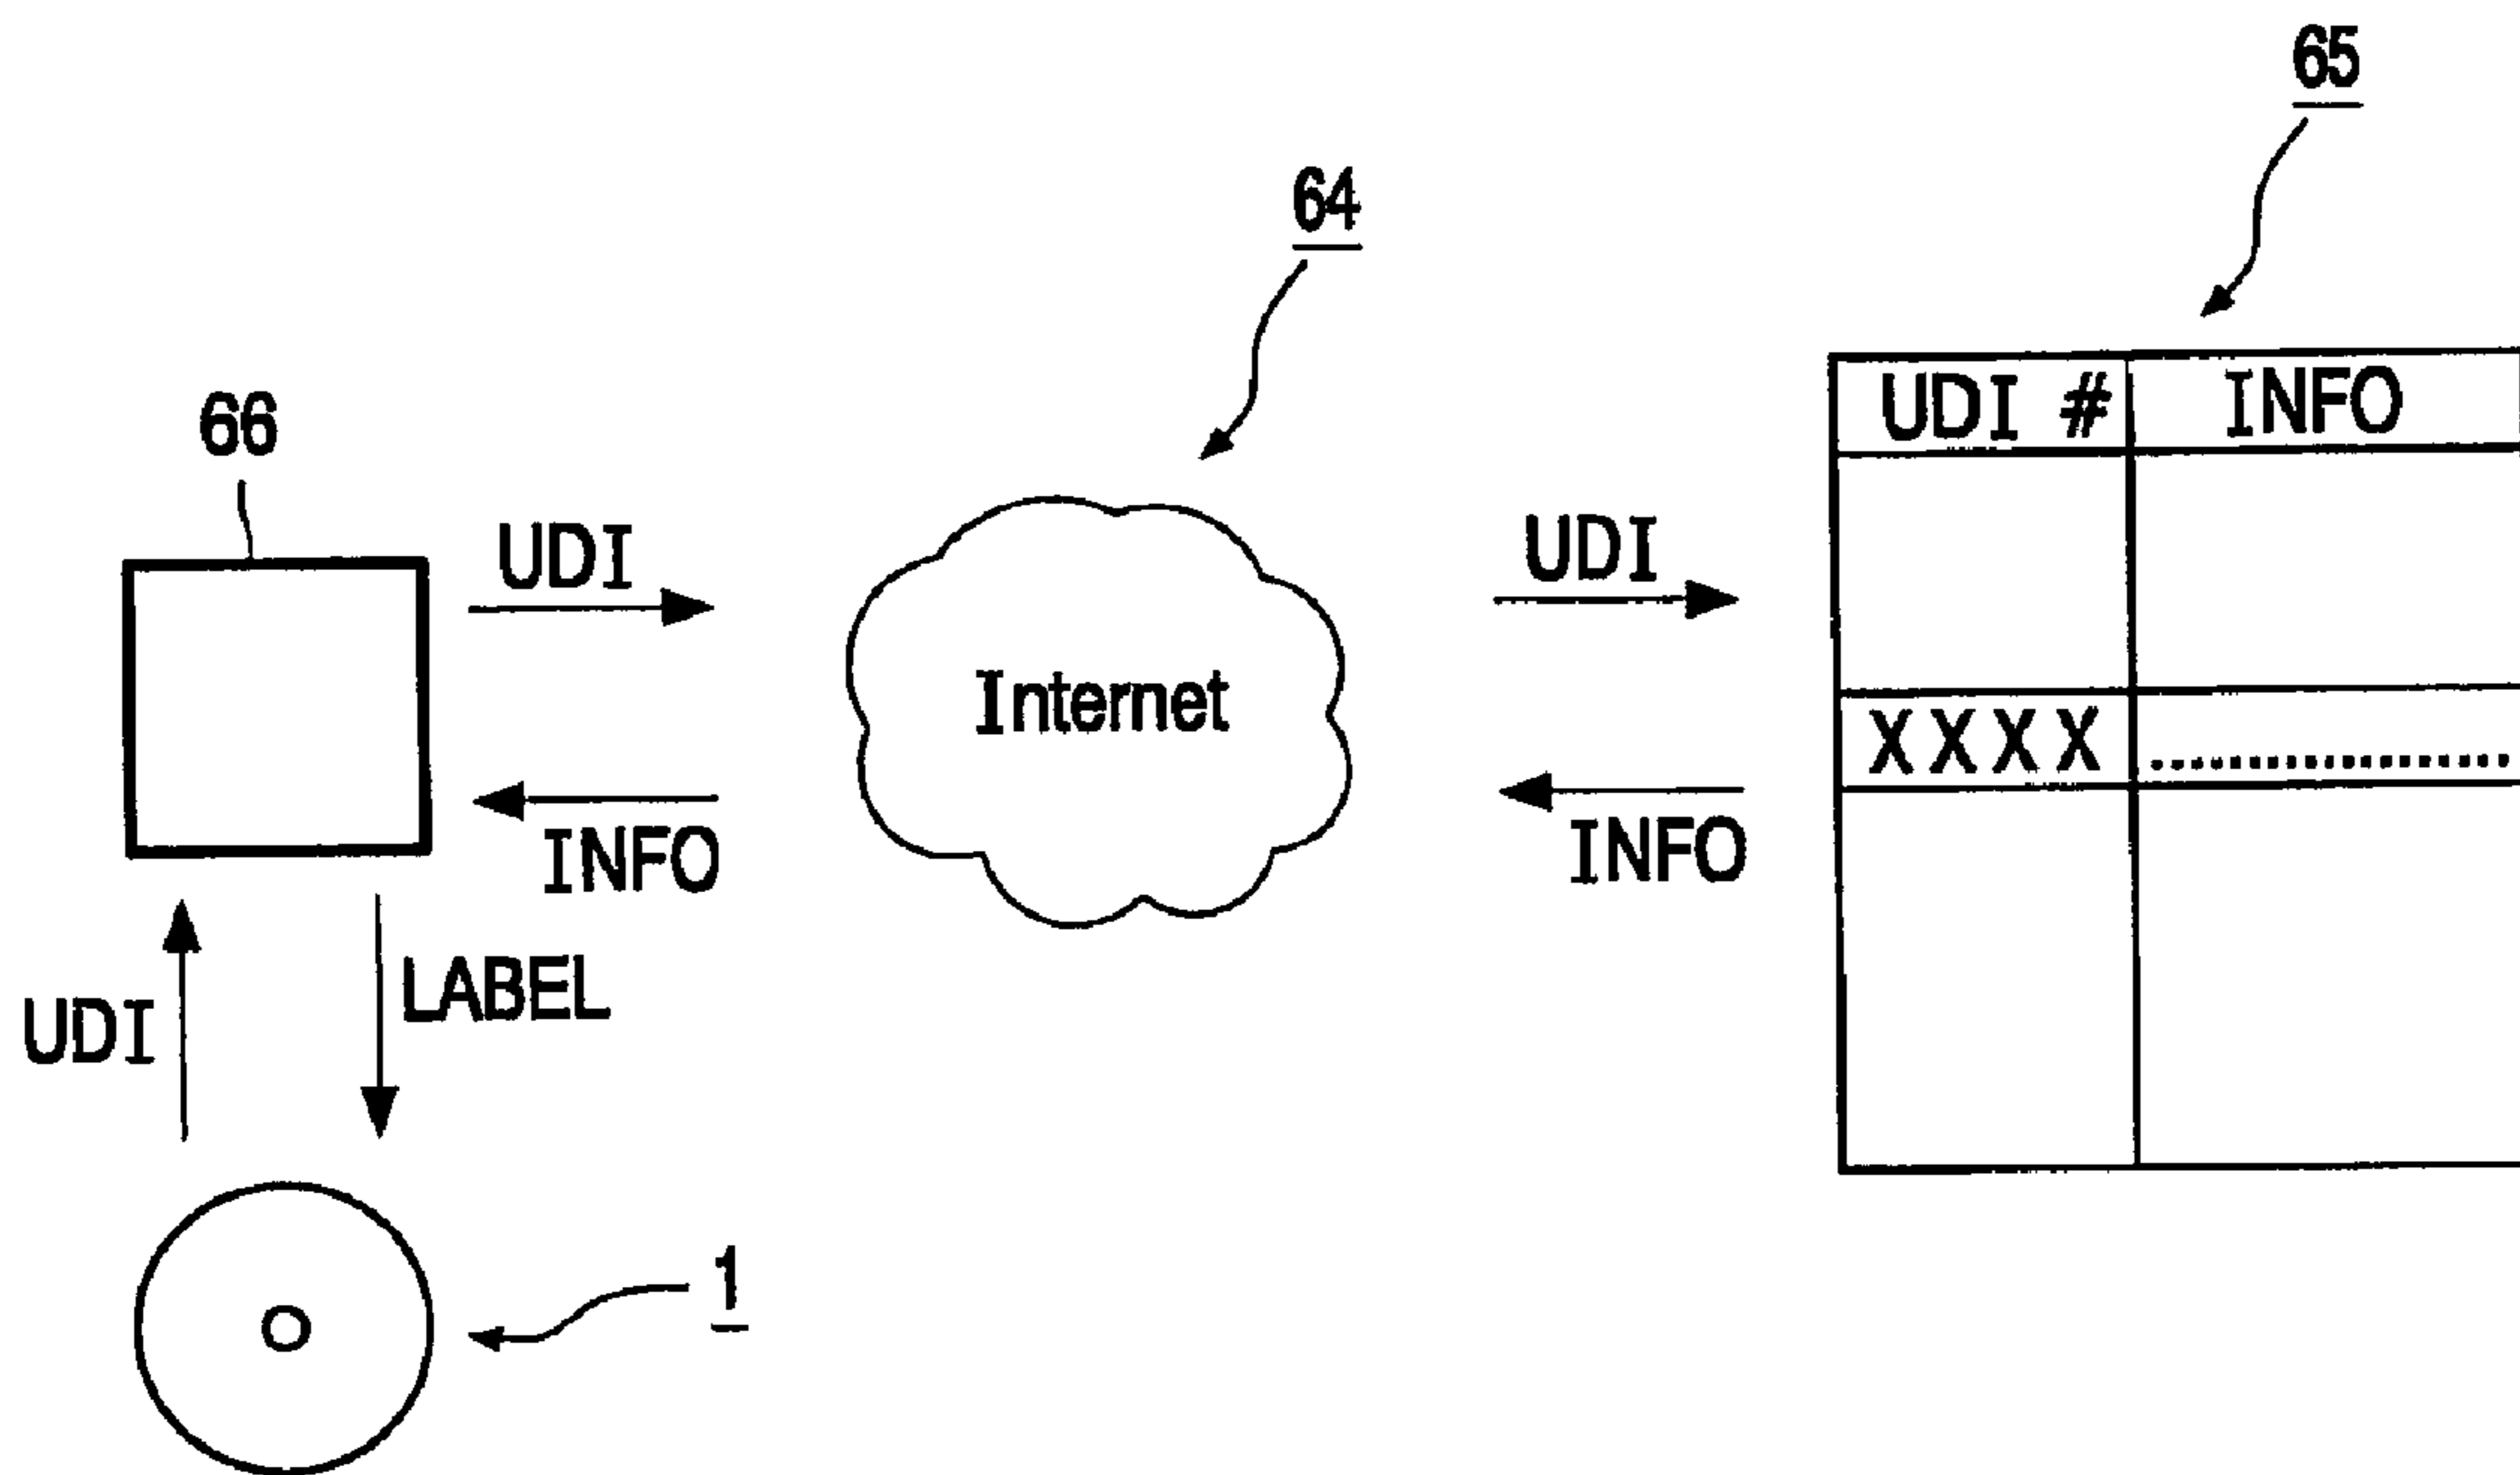 65
64
UDI # INFO
66
UDI
UDI
Internet
XXXX ....................
INFO
INFO
LABEL
UDI
1